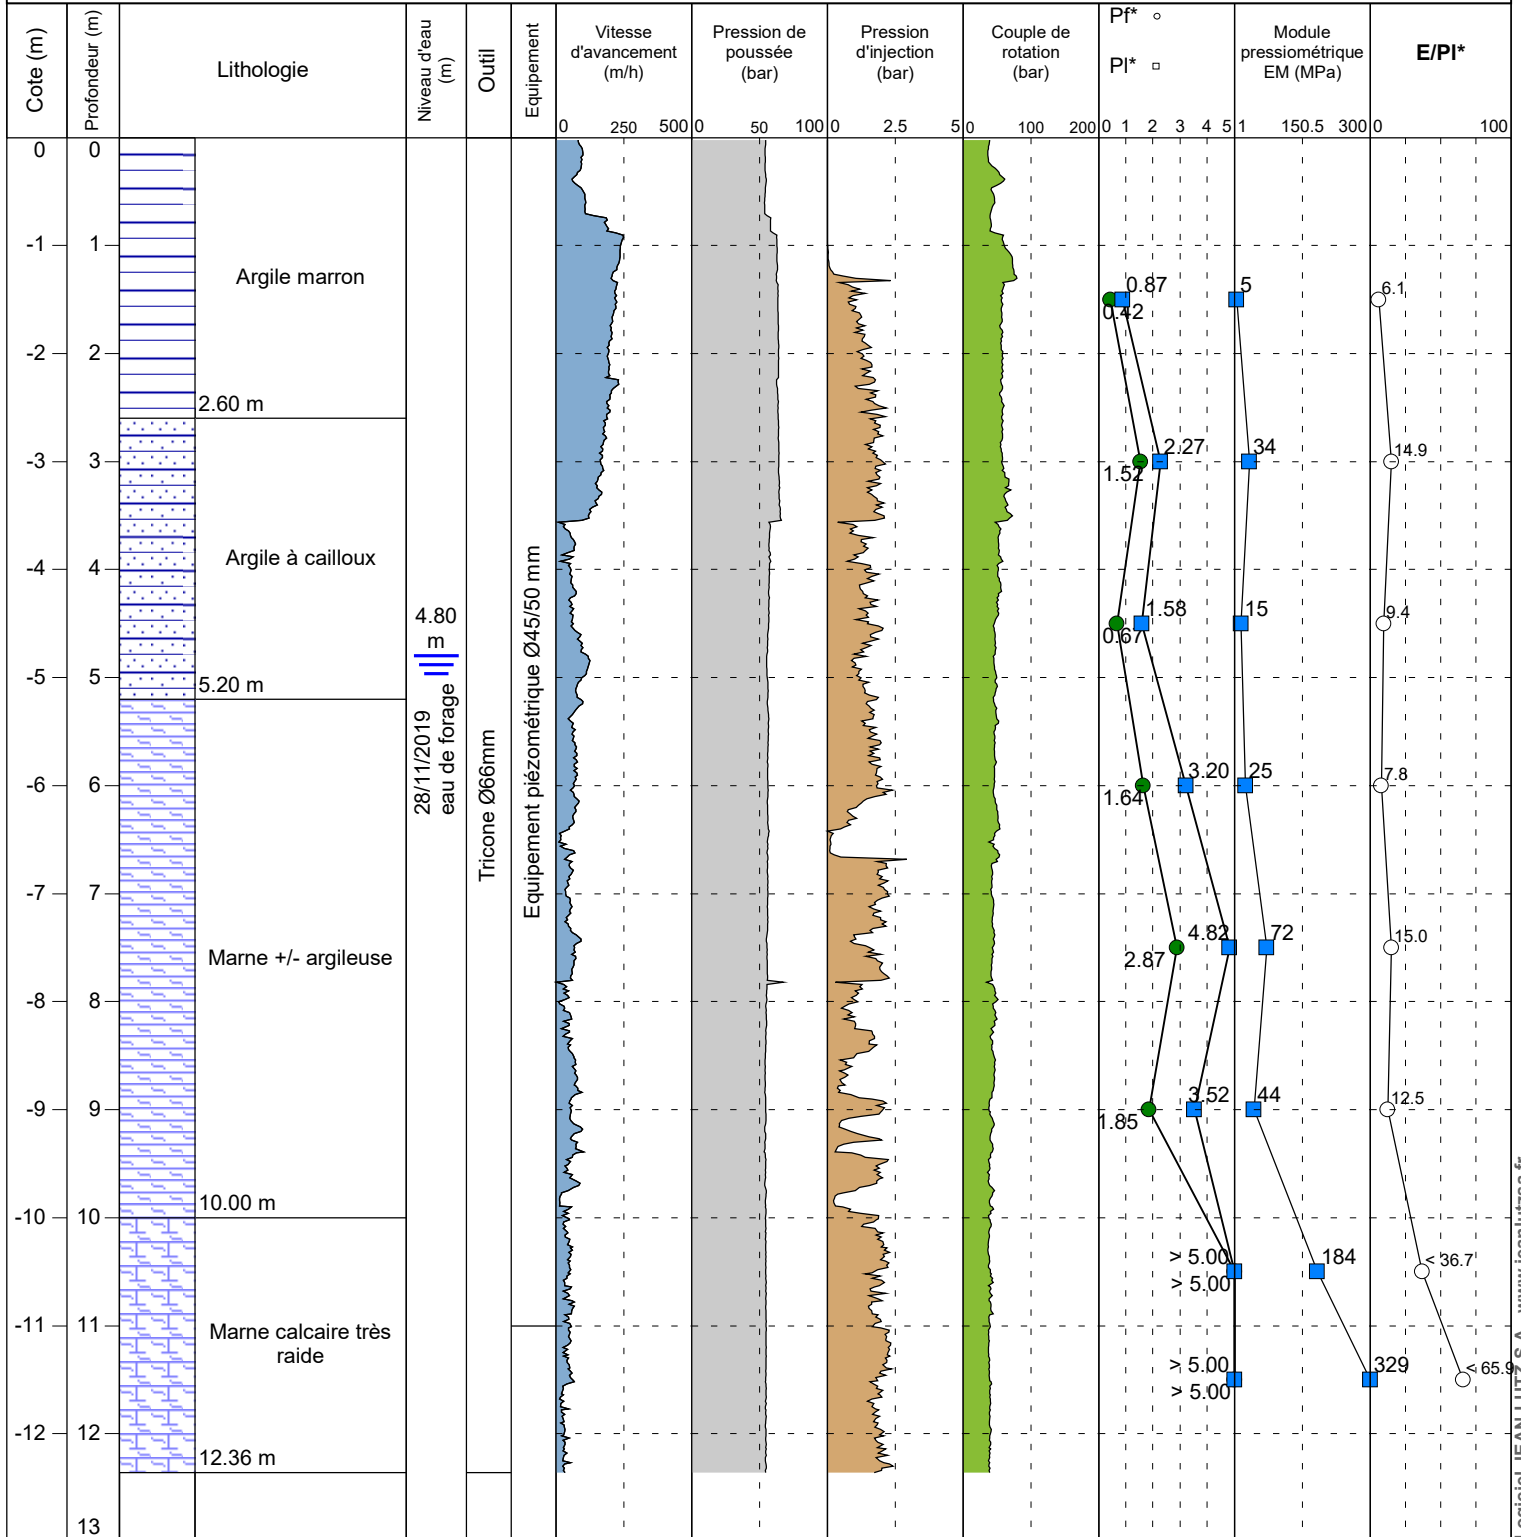 Cote (m)
Profondeur (m)
Lithologie
Niveau d'eau
(m)
Outil
Equipement
Vitesse
d'avancement
(m/h)
Pression de
poussée
(bar)
Pression
d'injection
(bar)
Couple de
rotation
(bar)
Pf*
Pl*
Module
pressiométrique
EM (MPa)
E/Pl*
0 250 500
0 50 100
0 2.5 5
0 100 200
0 1 2 3 4 5
1 150.5 300
0 100
0 0
-1 1
-2 2
-3 3
-4 4
-5 5
-6 6
-7 7
-8 8
-9 9
-10 10
-11 11
-12 12
13
Argile marron
2.60 m
Argile à cailloux
5.20 m
Marne +/- argileuse
10.00 m
Marne calcaire très
raide
12.36 m
4.80
m
28/11/2019
eau de forage
Tricone Ø66mm
Equipement piézométrique Ø45/50 mm
0.87
0.42
5
6.1
2.27
1.52
34
14.9
1.58
0.67
15
9.4
3.20
1.64
25
7.8
4.82
2.87
72
15.0
3.52
1.85
44
12.5
> 5.00
> 5.00
184
< 36.7
> 5.00
> 5.00
329
< 65.9
JEAN LUTZ S.A - www.jeanlutzsa.fr